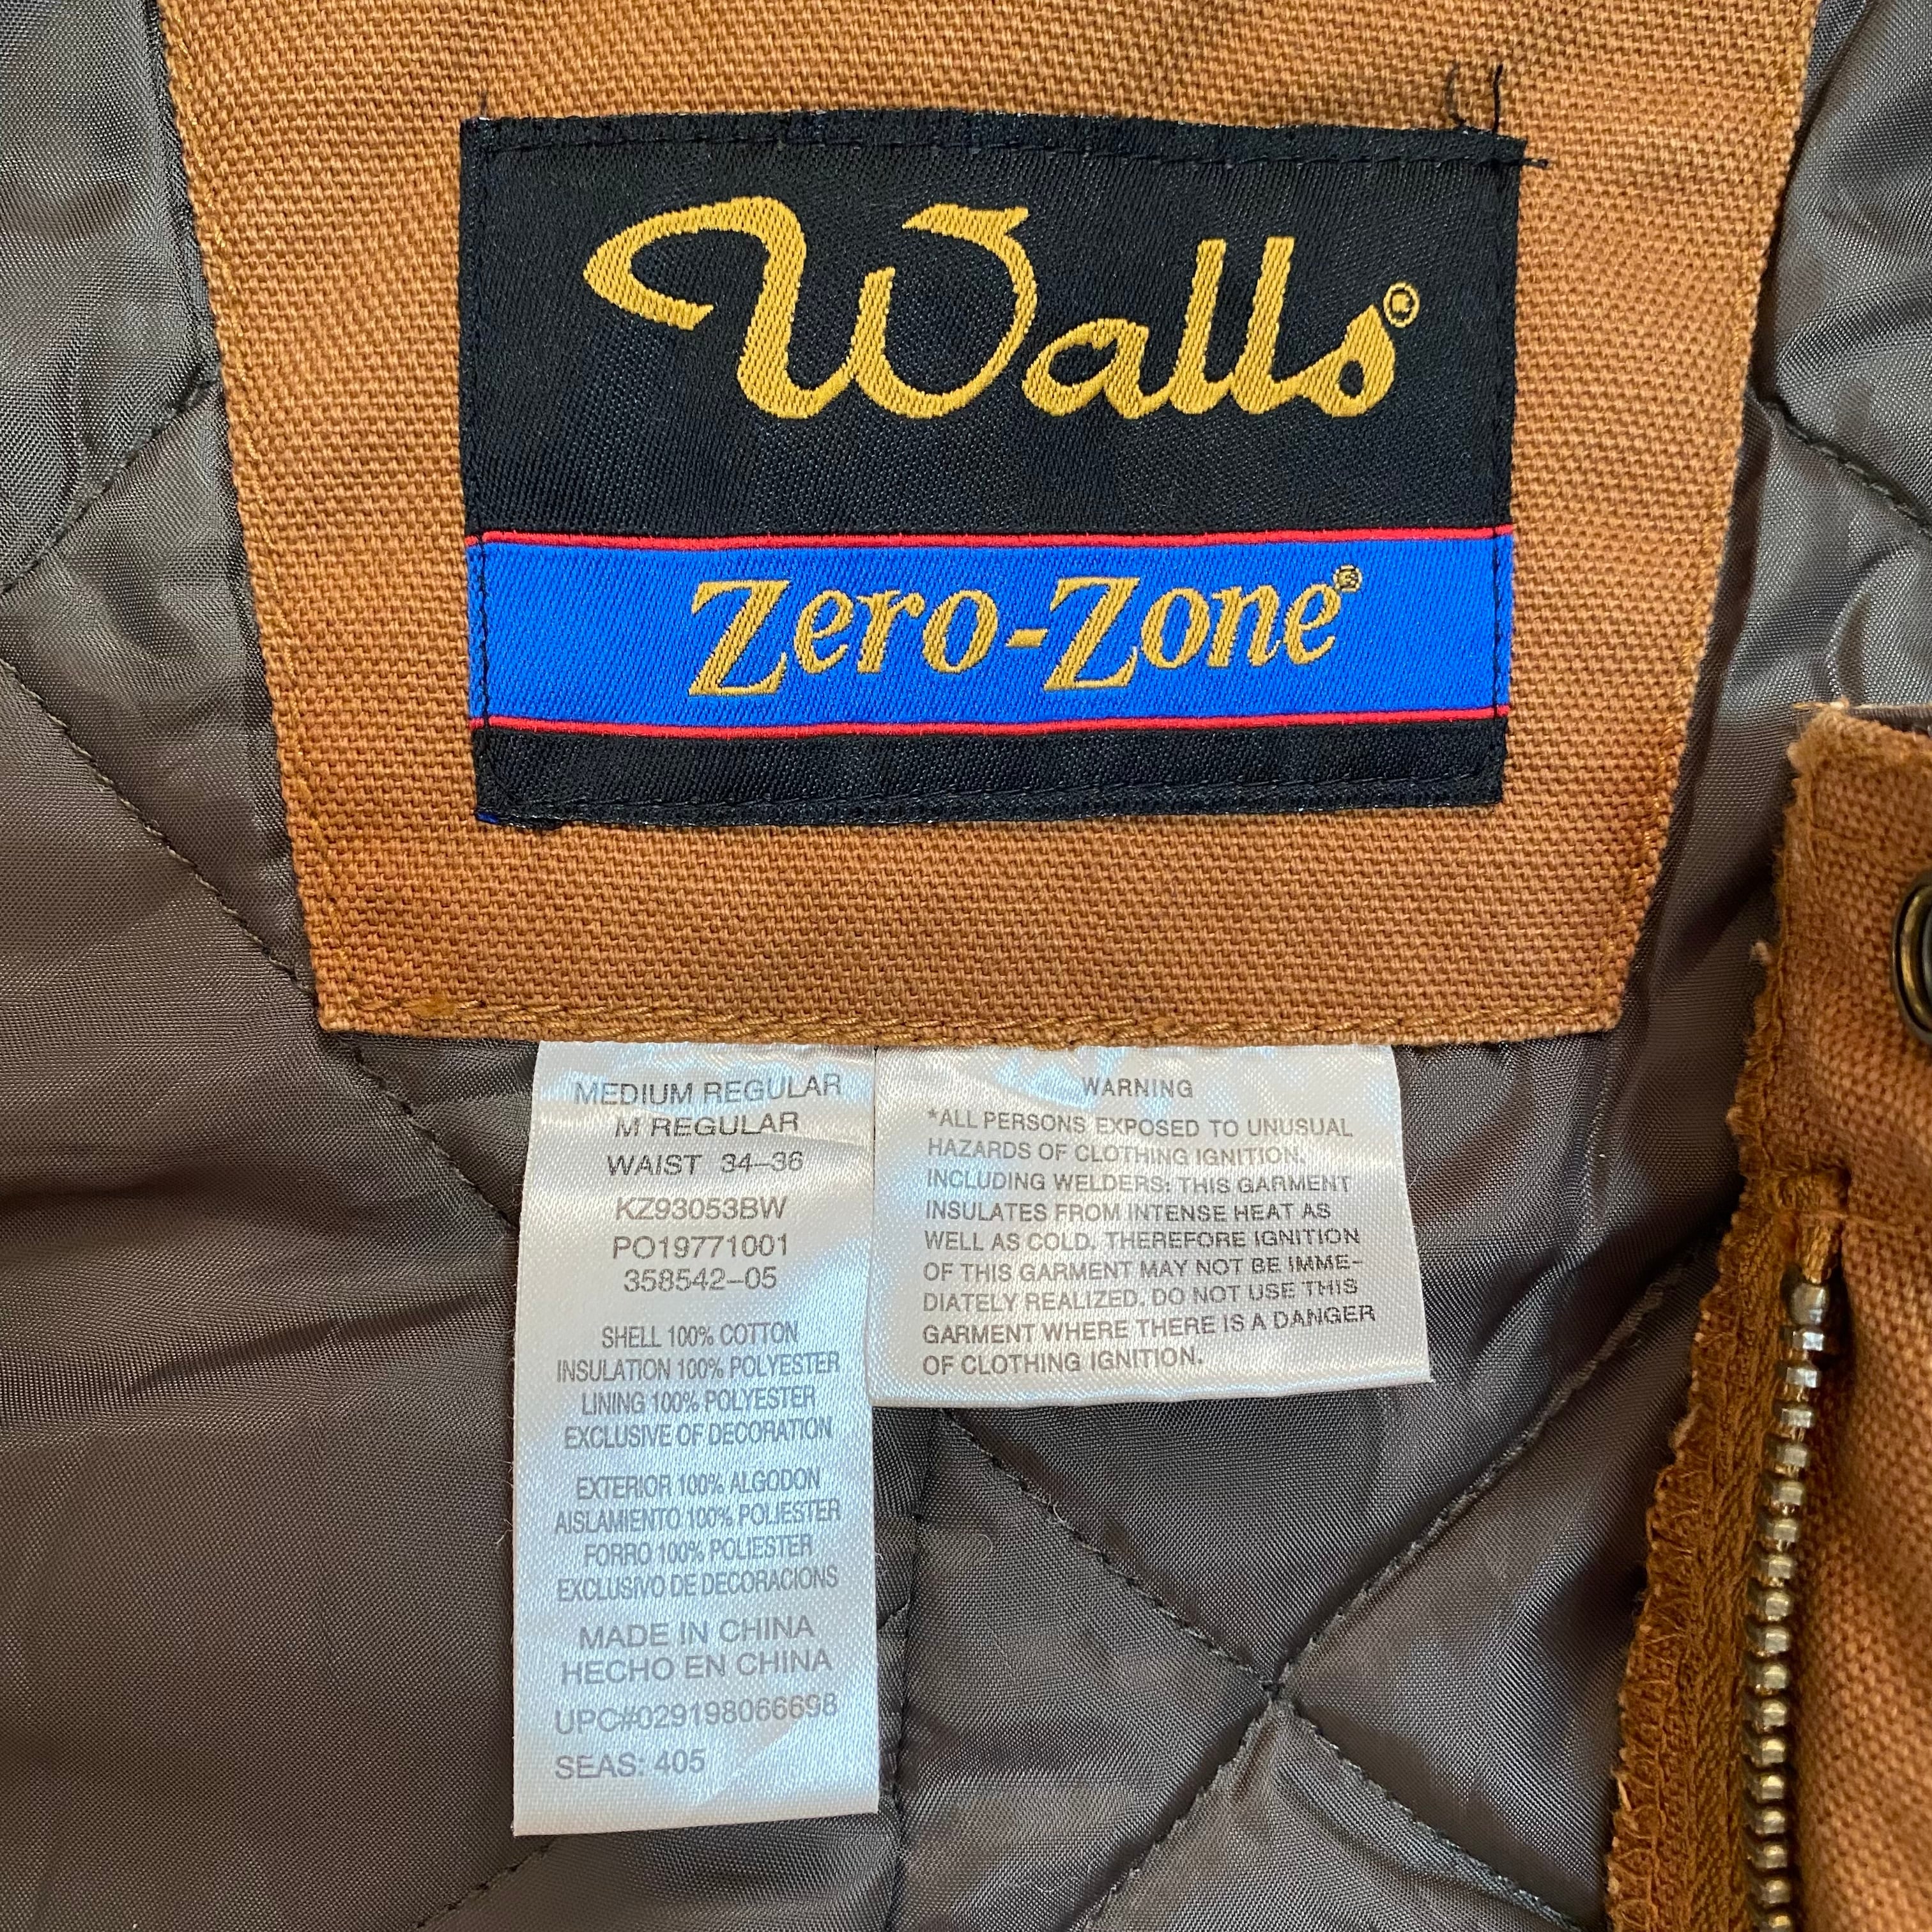 Walls®
Zero-Zone®
MEDIUM REGULAR
M REGULAR
WAIST 34-36
KZ93053BW
PO19771001
358542-05
SHELL 100% COTTON
INSULATION 100% POLYESTER
LINING 100% POLYESTER
EXCLUSIVE OF DECORATION
EXTERIOR 100% ALGODON
AISLAMIENTO 100% POLIESTER
FORRO 100% POLIESTER
EXCLUSIVO DE DECORACIONS
MADE IN CHINA
HECHO EN CHINA
UPC#029198066698
SEAS: 405
WARNING
*ALL PERSONS EXPOSED TO UNUSUAL
HAZARDS OF CLOTHING IGNITION,
INCLUDING WELDERS: THIS GARMENT
INSULATES FROM INTENSE HEAT AS
WELL AS COLD. THEREFORE IGNITION
OF THIS GARMENT MAY NOT BE IMME-
DIATELY REALIZED. DO NOT USE THIS
GARMENT WHERE THERE IS A DANGER
OF CLOTHING IGNITION.